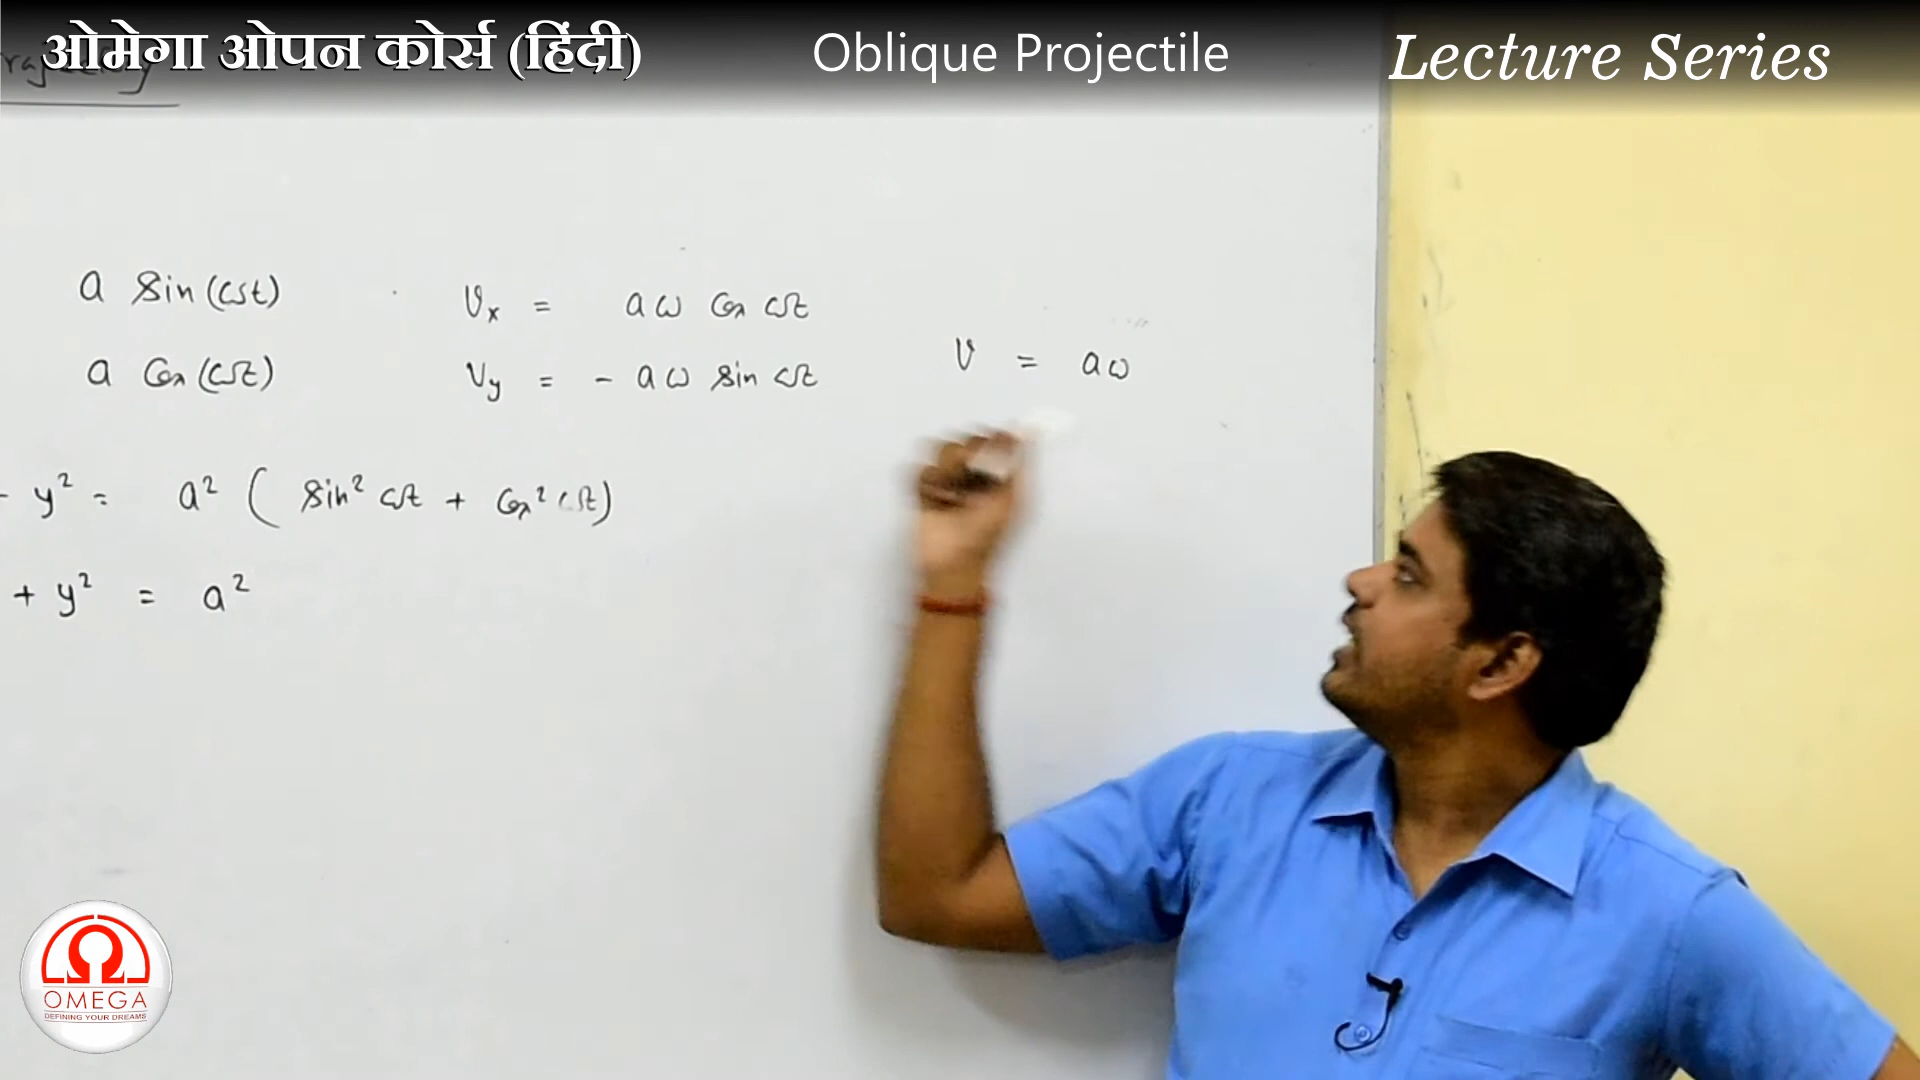 ओमेगा ओपन कोर्स (हिंदी)
Oblique Projectile
Lecture Series
a sin(ωt)
a cos(ωt)
Vx = aω cos ωt
Vy = - aω sin ωt
V = aω
y² = a² ( sin² ωt + cos² ωt)
+ y² = a²
OMEGA
DEFINING YOUR DREAMS